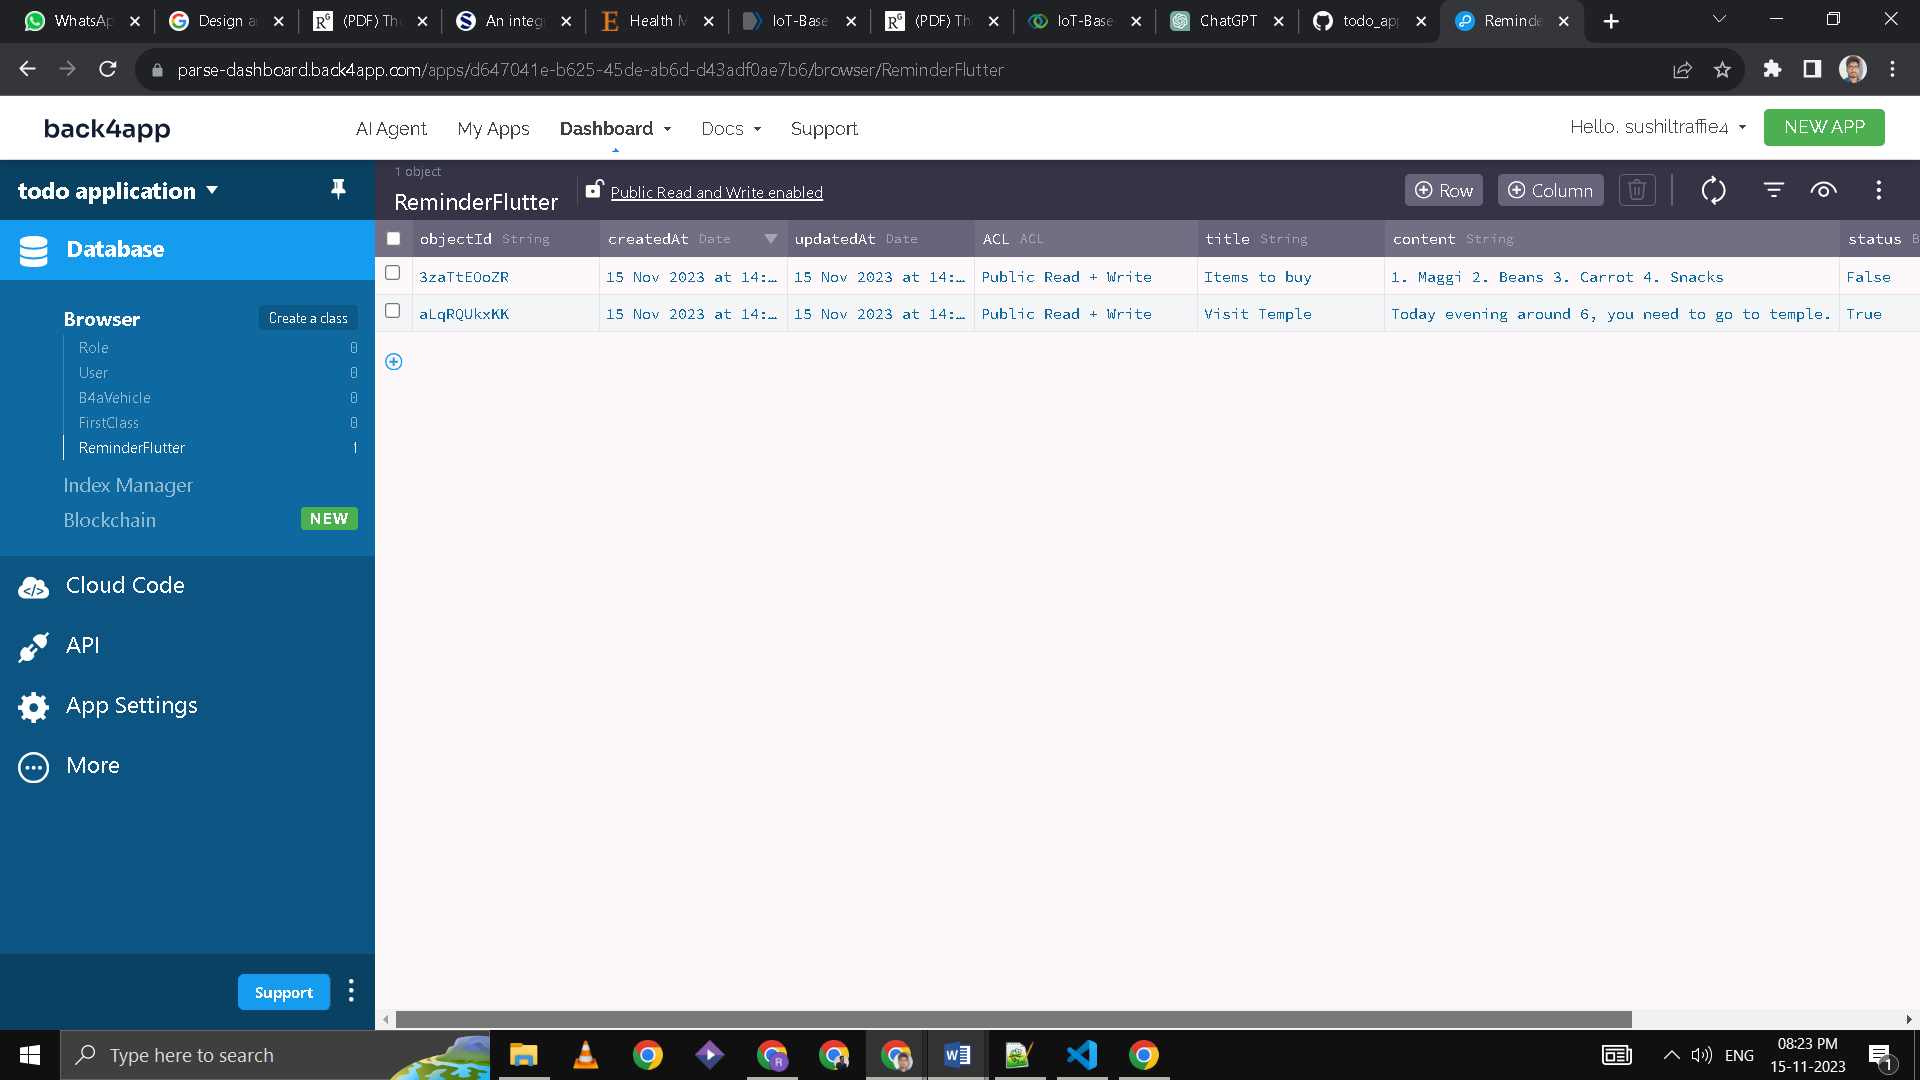 WhatsAp
Design a
(PDF) Th
An integ
Health M
IoT-Base
(PDF) Th
IoT-Base
ChatGPT
todo_ap
Reminde
parse-dashboard.back4app.com/apps/d647041e-b625-45de-ab6d-d43adf0ae7b6/browser/ReminderFlutter
back4app
AI Agent
My Apps
Dashboard
Docs
Support
Hello, sushiltraffie4
NEW APP
todo application
1 object
ReminderFlutter
Public Read and Write enabled
Row
Column
Database
Browser
Create a class
Role 0
User 0
B4aVehicle 0
FirstClass 0
ReminderFlutter 1
Index Manager
Blockchain NEW
Cloud Code
API
App Settings
More
Support
objectId String createdAt Date updatedAt Date ACL ACL title String content String status B
3zaTtEOoZR 15 Nov 2023 at 14:… 15 Nov 2023 at 14:… Public Read + Write Items to buy 1. Maggi 2. Beans 3. Carrot 4. Snacks False
aLqRQUkxKK 15 Nov 2023 at 14:… 15 Nov 2023 at 14:… Public Read + Write Visit Temple Today evening around 6, you need to go to temple. True
Type here to search
ENG
08:23 PM
15-11-2023
1